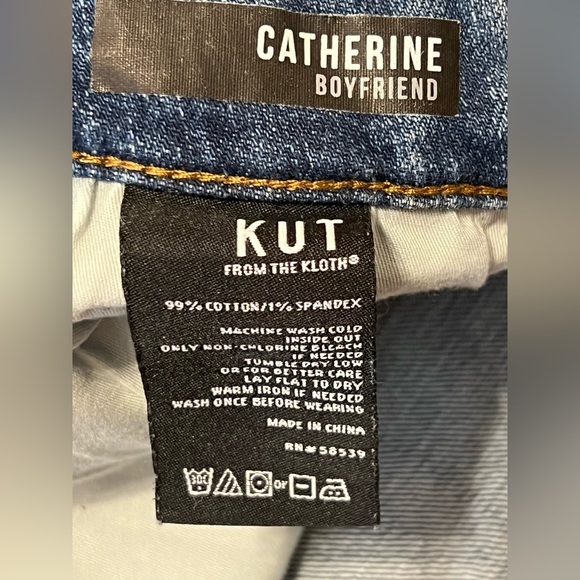 CATHERINE
BOYFRIEND
KUT
FROM THE KLOTH®
99% COTTON/1% SPANDEX
MACHINE WASH COLD
INSIDE OUT
ONLY NON-CHLORINE BLEACH
IF NEEDED
TUMBLE DRY LOW
OR FOR BETTER CARE
LAY FLAT TO DRY
WARM IRON IF NEEDED
WASH ONCE BEFORE WEARING
MADE IN CHINA
RN# 58539
30C or